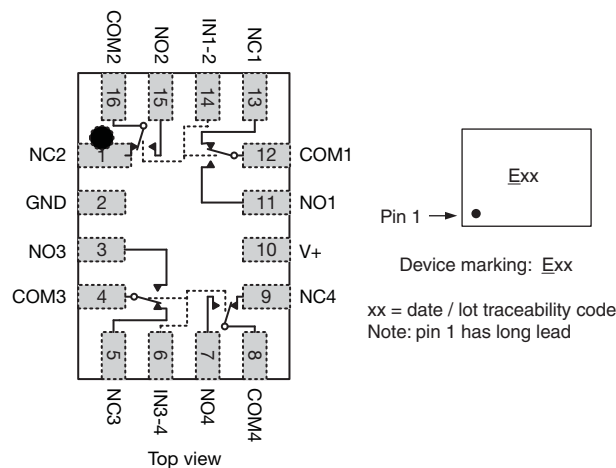 COM2
NO2
IN1-2
NC1
16
15
14
13
NC2
1
12
COM1
GND
2
11
NO1
NO3
3
10
V+
COM3
4
9
NC4
5
6
7
8
NC3
IN3-4
NO4
COM4
Top view
Exx
Pin 1
Device marking: Exx
xx = date / lot traceability code
Note: pin 1 has long lead